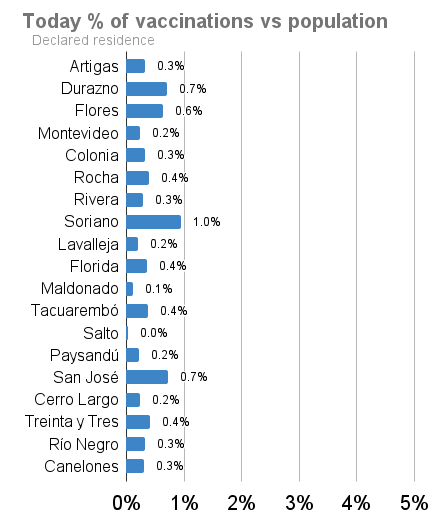 Today % of vaccinations vs population
Declared residence
Artigas 0.3%
Durazno 0.7%
Flores 0.6%
Montevideo 0.2%
Colonia 0.3%
Rocha 0.4%
Rivera 0.3%
Soriano 1.0%
Lavalleja 0.2%
Florida 0.4%
Maldonado 0.1%
Tacuarembó 0.4%
Salto 0.0%
Paysandú 0.2%
San José 0.7%
Cerro Largo 0.2%
Treinta y Tres 0.4%
Río Negro 0.3%
Canelones 0.3%
0% 1% 2% 3% 4% 5%